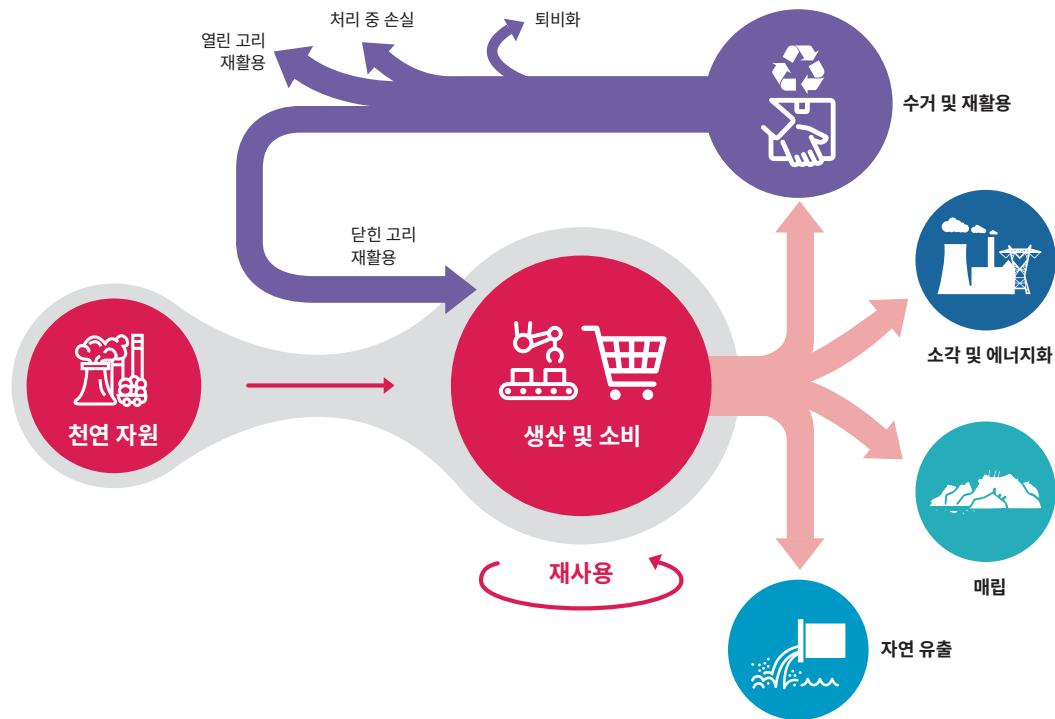 처리 중 손실
퇴비화
열린 고리
재활용
수거 및 재활용
닫힌 고리
재활용
소각 및 에너지화
천연 자원
생산 및 소비
재사용
매립
자연 유출